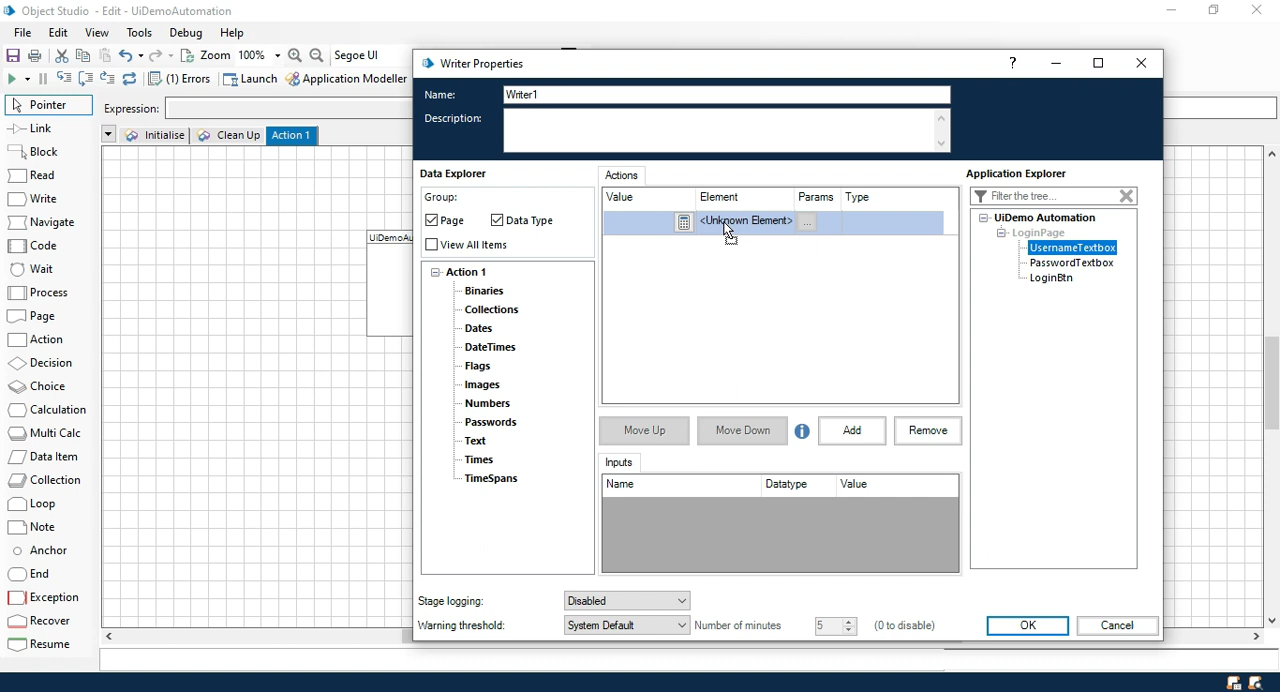 Object Studio - Edit - UiDemoAutomation
File Edit View Tools Debug Help
Zoom 100% Segoe UI
(1) Errors Launch Application Modeller
Expression:
Initialise Clean Up Action 1
Pointer
Link
Block
Read
Write
Navigate
Code
Wait
Process
Page
Action
Decision
Choice
Calculation
Multi Calc
Data Item
Collection
Loop
Note
Anchor
End
Exception
Recover
Resume
UiDemoAu
Writer Properties
?
Name: Writer1
Description:
Data Explorer
Group:
Page Data Type
View All Items
Action 1
Binaries
Collections
Dates
DateTimes
Flags
Images
Numbers
Passwords
Text
Times
TimeSpans
Actions
Value Element Params Type
<Unknown Element> ...
Move Up Move Down i Add Remove
Inputs
Name Datatype Value
Application Explorer
Filter the tree...
UiDemo Automation
LoginPage
UsernameTextbox
PasswordTextbox
LoginBtn
Stage logging: Disabled
Warning threshold: System Default Number of minutes 5 (0 to disable)
OK Cancel